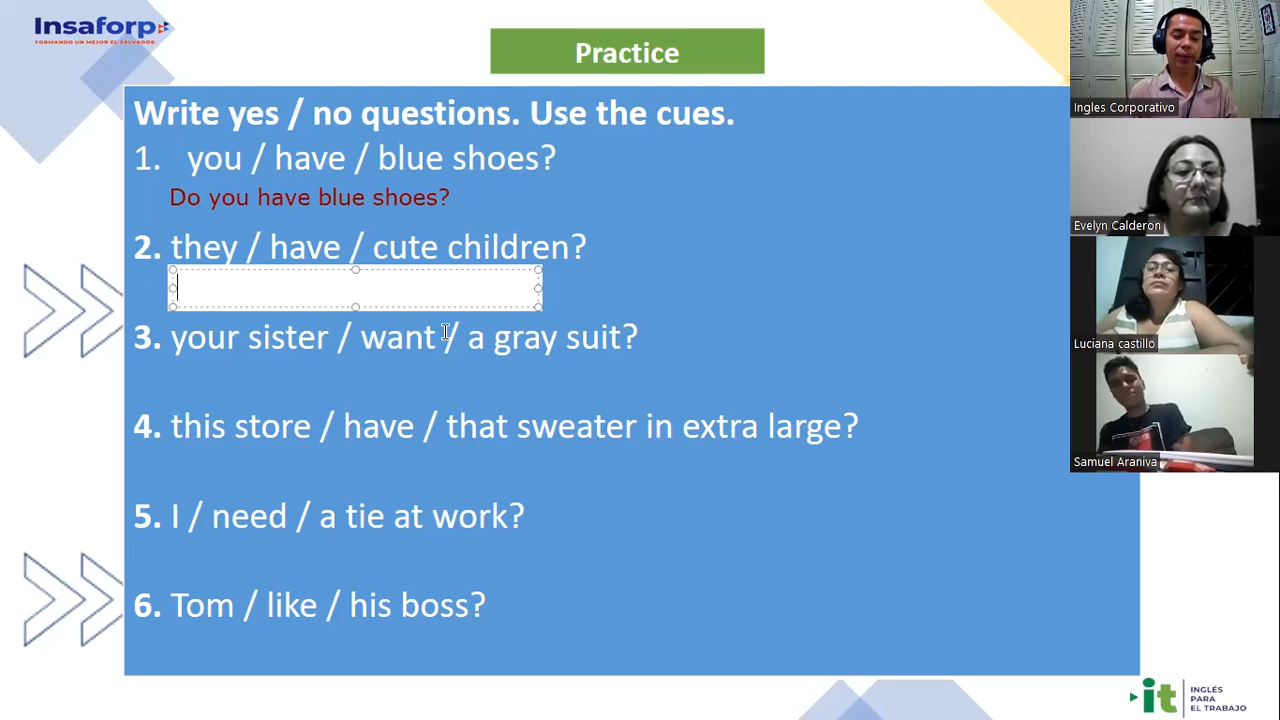 Insaforp
FORMANDO UN MEJOR EL SALVADOR
Practice
Write yes / no questions. Use the cues.
1. you / have / blue shoes?
Do you have blue shoes?
2. they / have / cute children?
3. your sister / want / a gray suit?
4. this store / have / that sweater in extra large?
5. I / need / a tie at work?
6. Tom / like / his boss?
Ingles Corporativo
Evelyn Calderon
Luciana castillo
Samuel Araniva
it
INGLÉS
PARA
EL TRABAJO